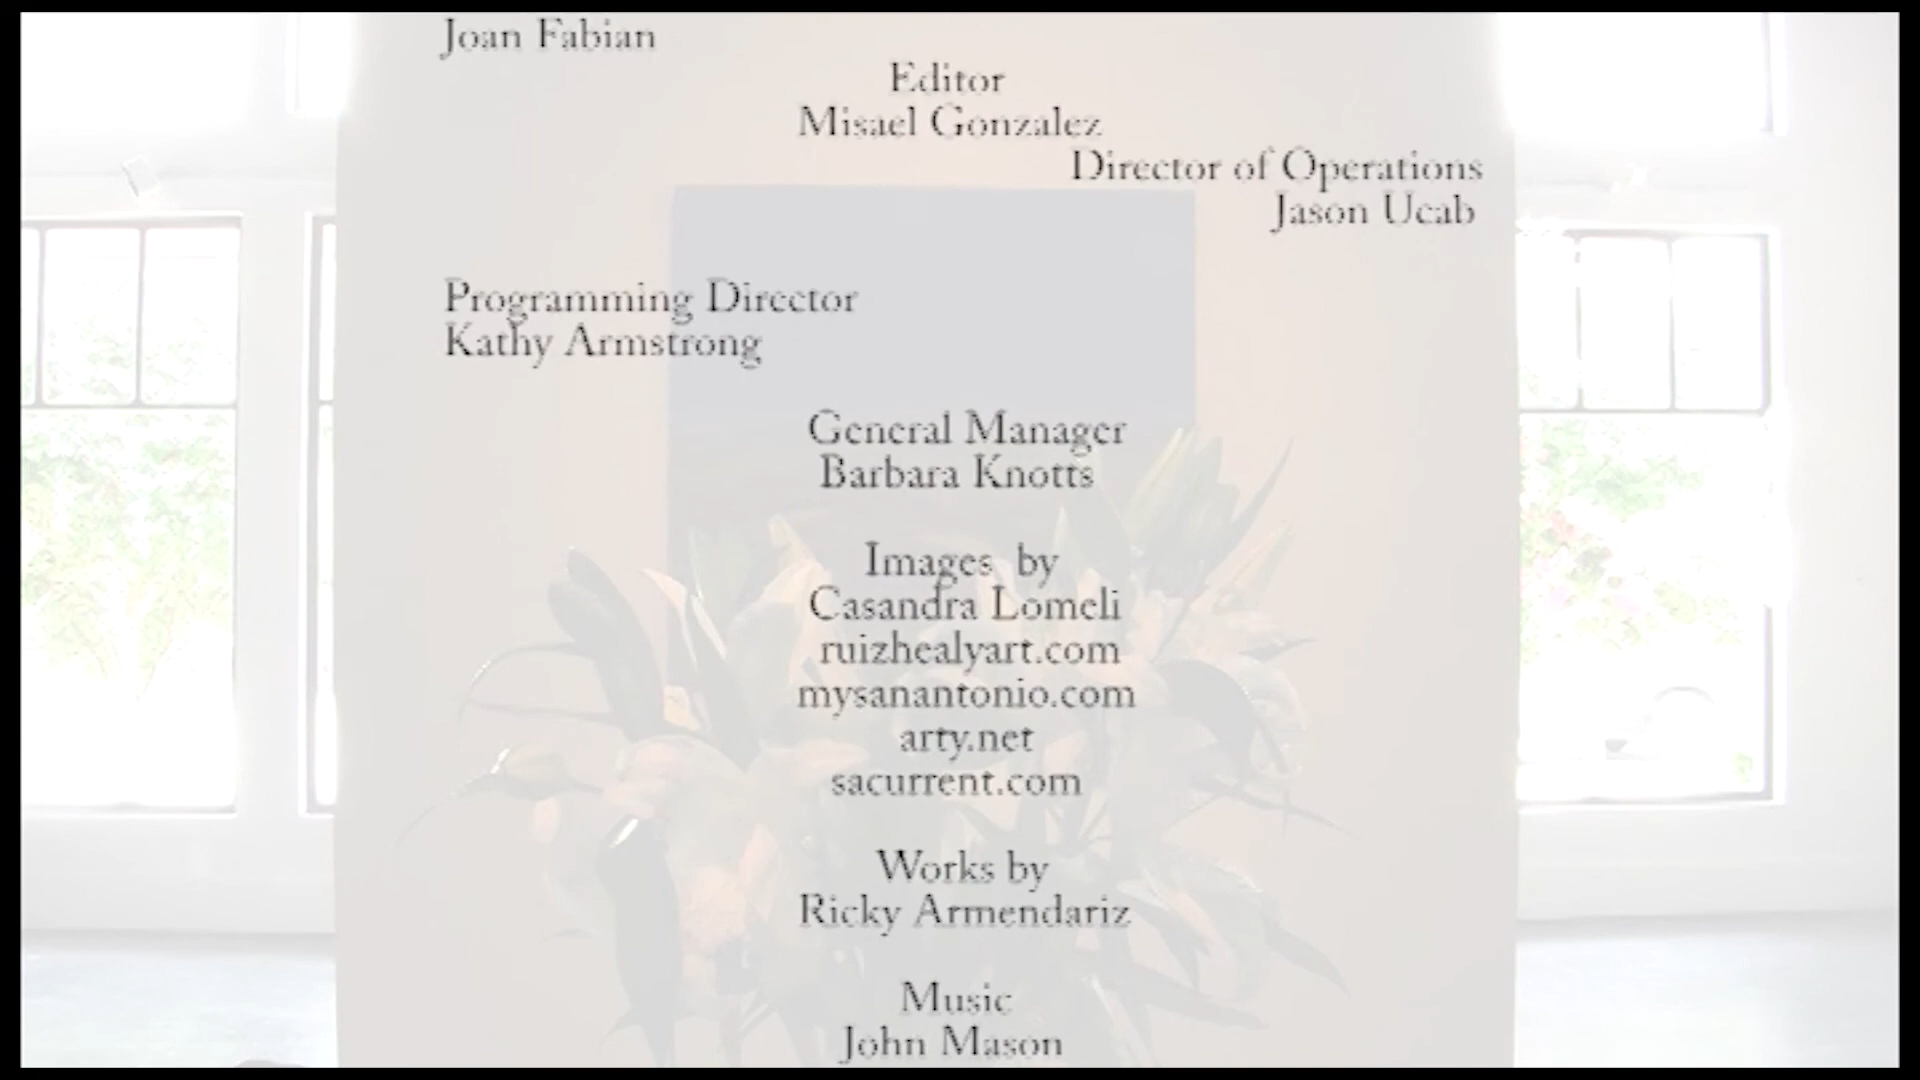 Joan Fabian
Editor
Misael Gonzalez
Director of Operations
Jason Ucab
Programming Director
Kathy Armstrong
General Manager
Barbara Knotts
Images by
Casandra Lomeli
ruizhealyart.com
mysanantonio.com
arty.net
sacurrent.com
Works by
Ricky Armendariz
Music
John Mason